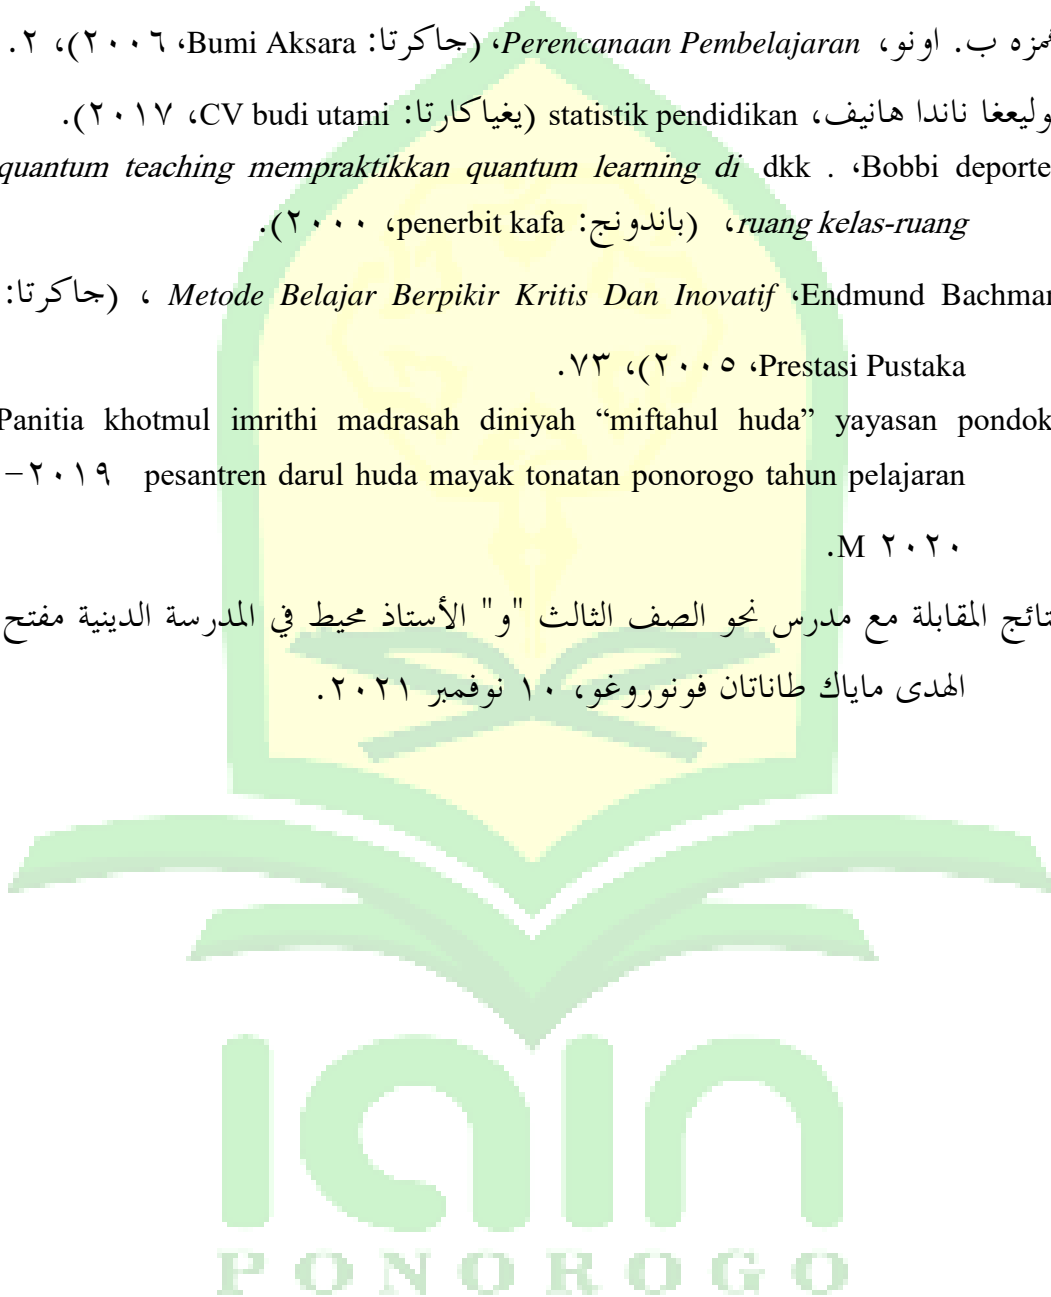 همزه ب. اونو، Perencanaan Pembelajaran، (جاكرتا: Bumi Aksara، ٢٠٠٦)، ٢.
وليعغا ناندا هانيف، statistik pendidikan (يغياكارتا: CV budi utami، ٢٠١٧).
Bobbi deporte، dkk . quantum teaching mempraktikkan quantum learning di
ruang kelas-ruang، (باندونج: penerbit kafa، ٢٠٠٠).
Endmund Bachman، Metode Belajar Berpikir Kritis Dan Inovatif ، (جاكرتا:
Prestasi Pustaka، ٢٠٠٥)، ٧٣.
Panitia khotmul imrithi madrasah diniyah “miftahul huda” yayasan pondok
pesantren darul huda mayak tonatan ponorogo tahun pelajaran ٢٠١٩-
٢٠٢٠ M.
تائج المقابلة مع مدرس نحو الصف الثالث "و" الأستاذ محيط في المدرسة الدينية مفتح
الهدى ماياك طاناتان فونوروغو، ١٠ نوفمبر ٢٠٢١.
iain
PONOROGO